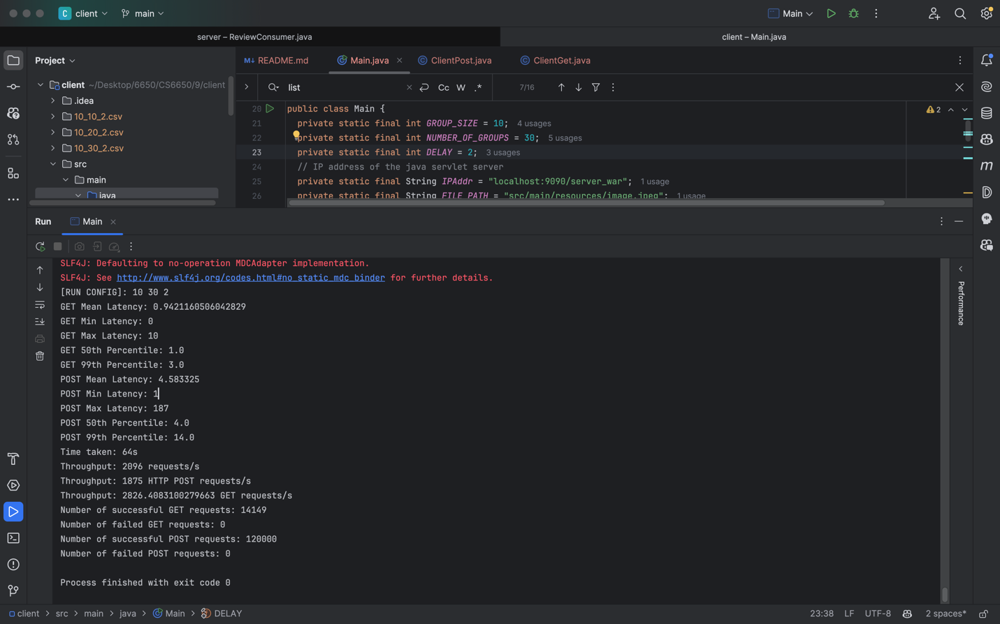 C client main Main
server – ReviewConsumer.java client – Main.java
Project
M↓ README.md Main.java ClientPost.java ClientGet.java
client ~/Desktop/6650/CS6650/9/client
.idea
10_10_2.csv
10_20_2.csv
10_30_2.csv
src
main
java
list Cc W .* 7/16
2
20 public class Main {
21 private static final int GROUP_SIZE = 10; 4 usages
22 private static final int NUMBER_OF_GROUPS = 30; 5 usages
23 private static final int DELAY = 2; 3 usages
24 // IP address of the java servlet server
25 private static final String IPAddr = "localhost:9090/server_war"; 1 usage
26 private static final String FILE_PATH = "src/main/resources/image.jpeg"; 1 usage
Run Main
SLF4J: Defaulting to no-operation MDCAdapter implementation.
SLF4J: See http://www.slf4j.org/codes.html#no_static_mdc_binder for further details.
[RUN CONFIG]: 10 30 2
GET Mean Latency: 0.9421160506042829
GET Min Latency: 0
GET Max Latency: 10
GET 50th Percentile: 1.0
GET 99th Percentile: 3.0
POST Mean Latency: 4.583325
POST Min Latency: 1
POST Max Latency: 187
POST 50th Percentile: 4.0
POST 99th Percentile: 14.0
Time taken: 64s
Throughput: 2096 requests/s
Throughput: 1875 HTTP POST requests/s
Throughput: 2826.4083100279663 GET requests/s
Number of successful GET requests: 14149
Number of failed GET requests: 0
Number of successful POST requests: 120000
Number of failed POST requests: 0
Process finished with exit code 0
Performance
client > src > main > java > Main > DELAY
23:38 LF UTF-8 2 spaces*